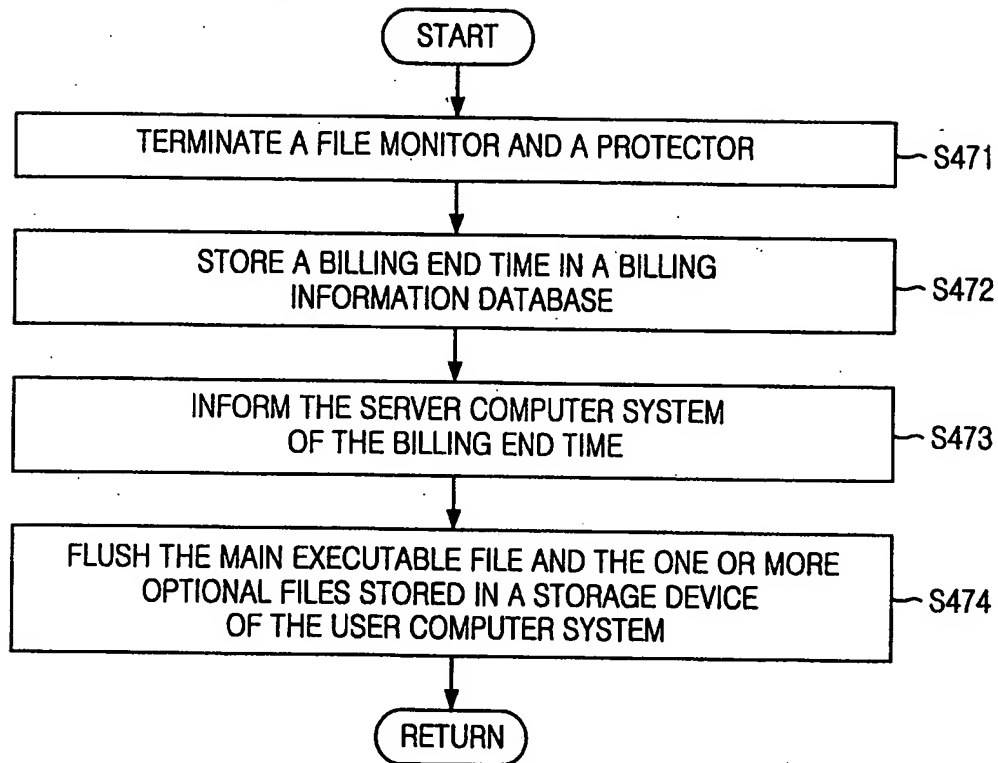 START
TERMINATE A FILE MONITOR AND A PROTECTOR
S471
STORE A BILLING END TIME IN A BILLING
INFORMATION DATABASE
S472
INFORM THE SERVER COMPUTER SYSTEM
OF THE BILLING END TIME
S473
FLUSH THE MAIN EXECUTABLE FILE AND THE ONE OR MORE
OPTIONAL FILES STORED IN A STORAGE DEVICE
OF THE USER COMPUTER SYSTEM
S474
RETURN